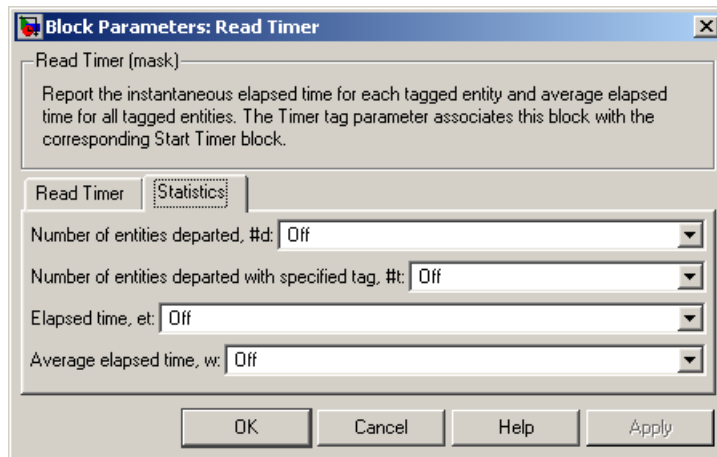 Block Parameters: Read Timer
Read Timer (mask)
Report the instantaneous elapsed time for each tagged entity and average elapsed
time for all tagged entities. The Timer tag parameter associates this block with the
corresponding Start Timer block.
Read Timer Statistics
Number of entities departed, #d: Off
Number of entities departed with specified tag, #t: Off
Elapsed time, et: Off
Average elapsed time, w: Off
OK Cancel Help Apply